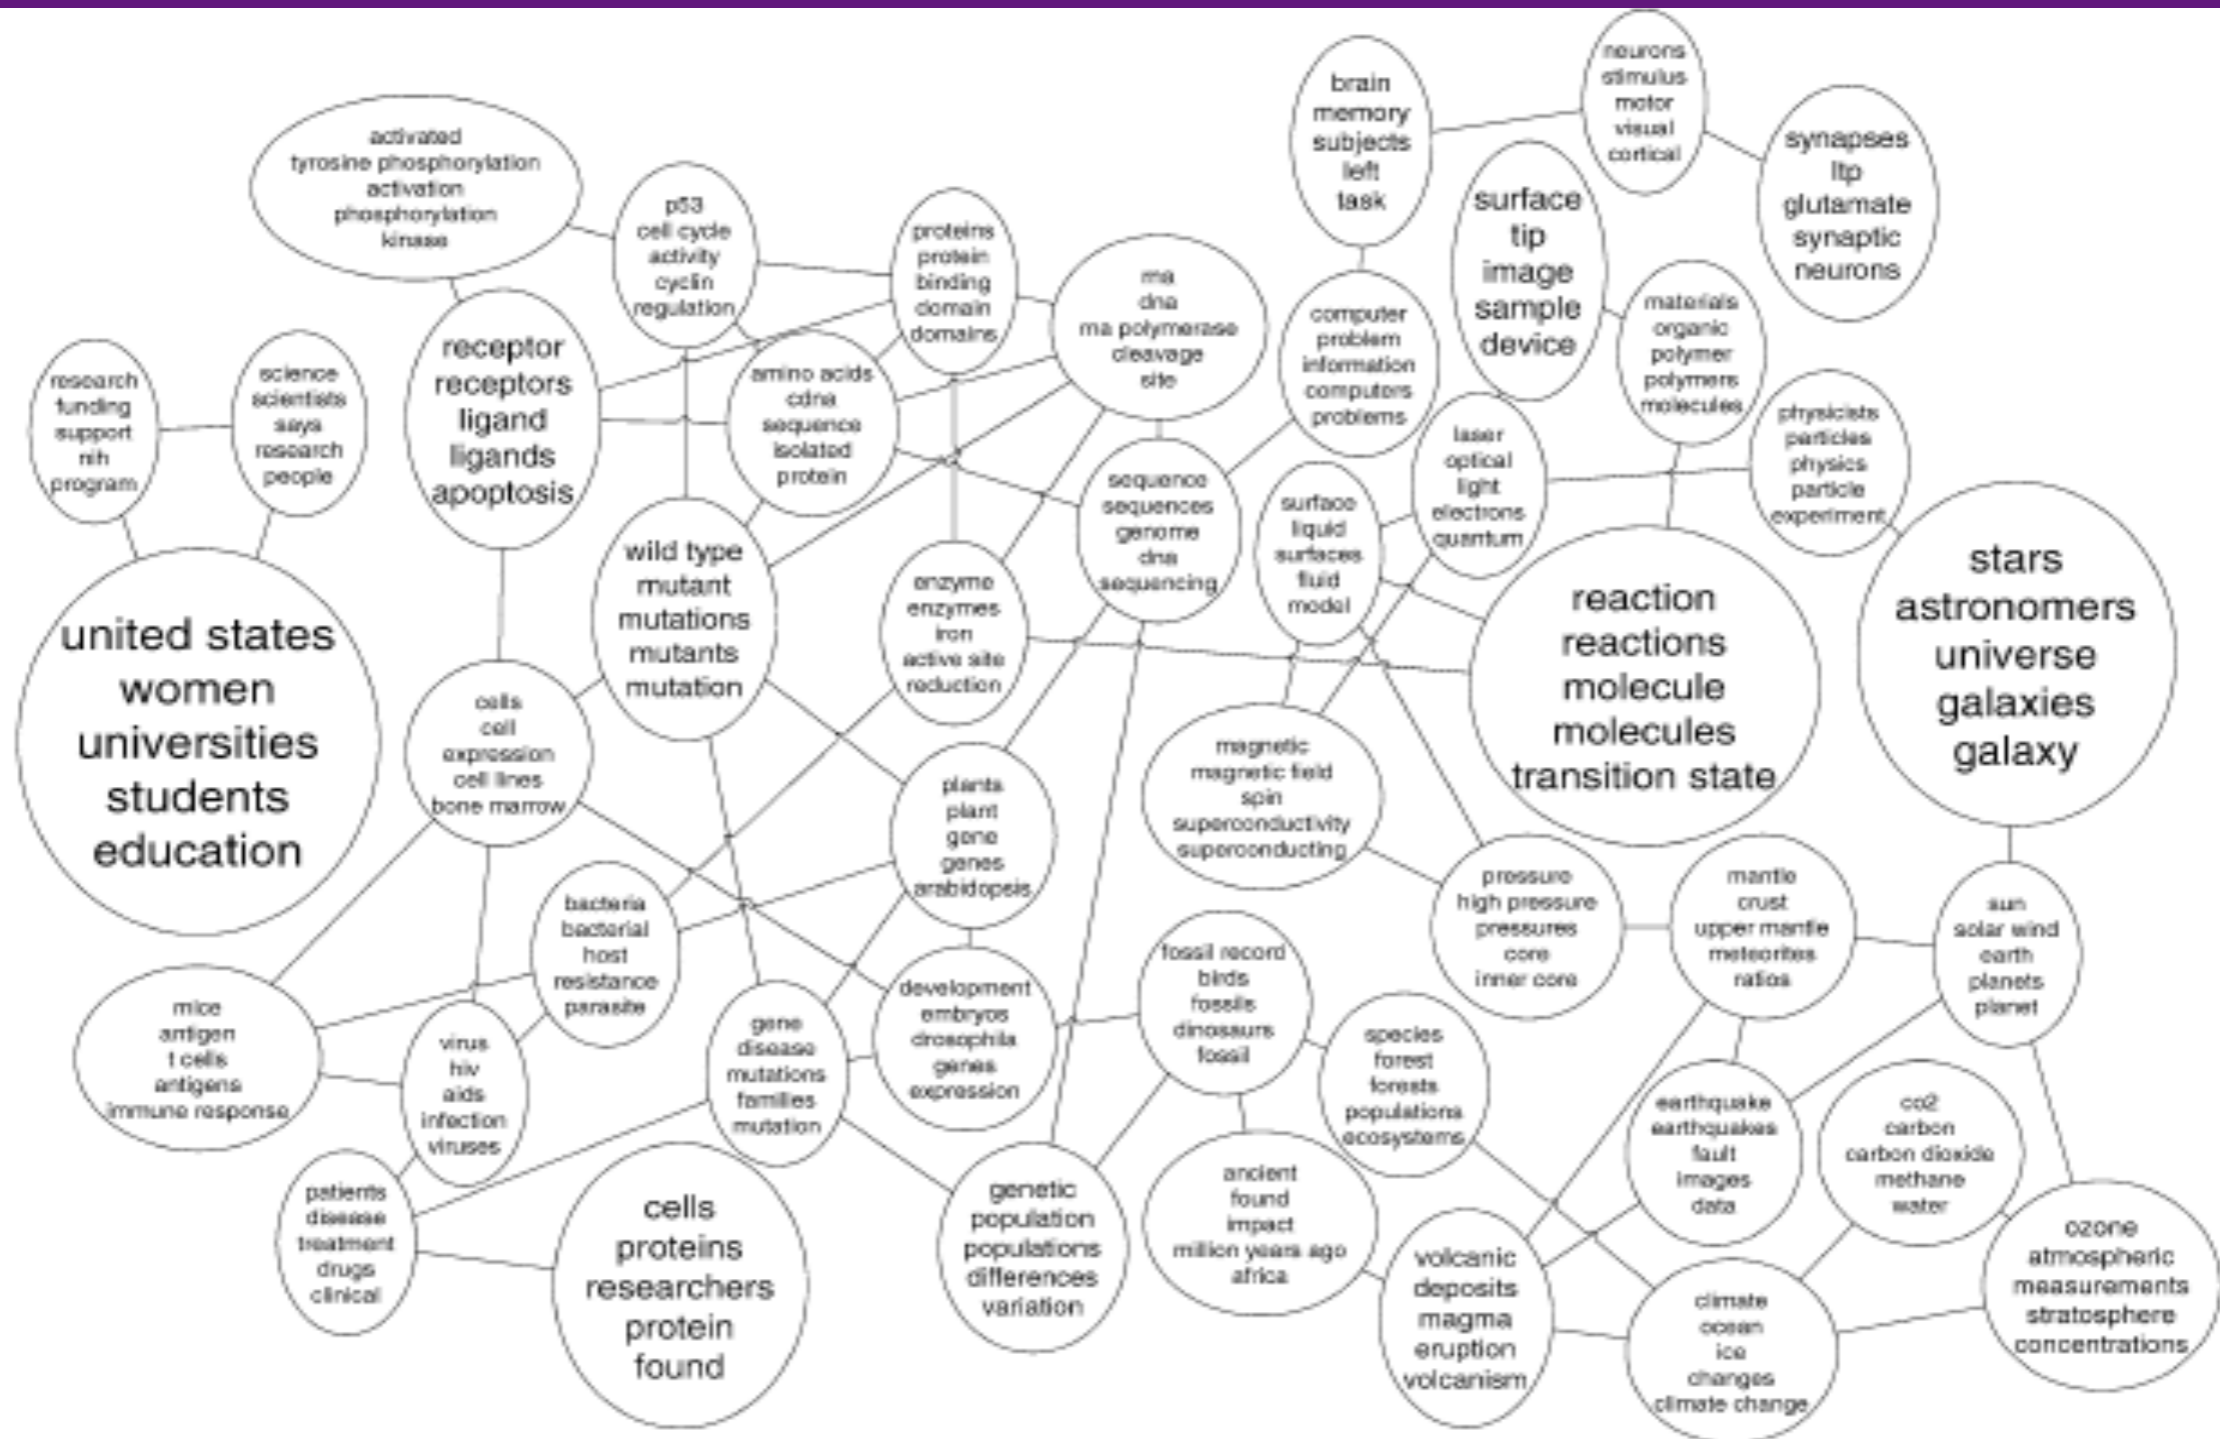 neurons
stimulus
motor
visual
cortical
brain
memory
subjects
left
task
synapses
ltp
glutamate
synaptic
neurons
activated
tyrosine phosphorylation
activation
phosphorylation
kinase
p53
cell cycle
activity
cyclin
regulation
proteins
protein
binding
domain
domains
rna
dna
rna polymerase
cleavage
site
surface
tip
image
sample
device
computer
problem
information
computers
problems
materials
organic
polymer
polymers
molecules
research
funding
support
nih
program
science
scientists
says
research
people
receptor
receptors
ligand
ligands
apoptosis
amino acids
cdna
sequence
isolated
protein
laser
optical
light
electrons
quantum
physicists
particles
physics
particle
experiment
sequence
sequences
genome
dna
sequencing
surface
liquid
surfaces
fluid
model
wild type
mutant
mutations
mutants
mutation
enzyme
enzymes
iron
active site
reduction
reaction
reactions
molecule
molecules
transition state
stars
astronomers
universe
galaxies
galaxy
united states
women
universities
students
education
cells
cell
expression
cell lines
bone marrow
plants
plant
gene
genes
arabidopsis
magnetic
magnetic field
spin
superconductivity
superconducting
bacteria
bacterial
host
resistance
parasite
pressure
high pressure
pressures
core
inner core
mantle
crust
upper mantle
meteorites
ratios
sun
solar wind
earth
planets
planet
mice
antigen
t cells
antigens
immune response
virus
hiv
aids
infection
viruses
gene
disease
mutations
families
mutation
development
embryos
drosophila
genes
expression
fossil record
birds
fossils
dinosaurs
fossil
species
forest
forests
populations
ecosystems
earthquake
earthquakes
fault
images
data
co2
carbon
carbon dioxide
methane
water
patients
disease
treatment
drugs
clinical
cells
proteins
researchers
protein
found
genetic
population
populations
differences
variation
ancient
found
impact
million years ago
africa
volcanic
deposits
magma
eruption
volcanism
climate
ocean
ice
changes
climate change
ozone
atmospheric
measurements
stratosphere
concentrations